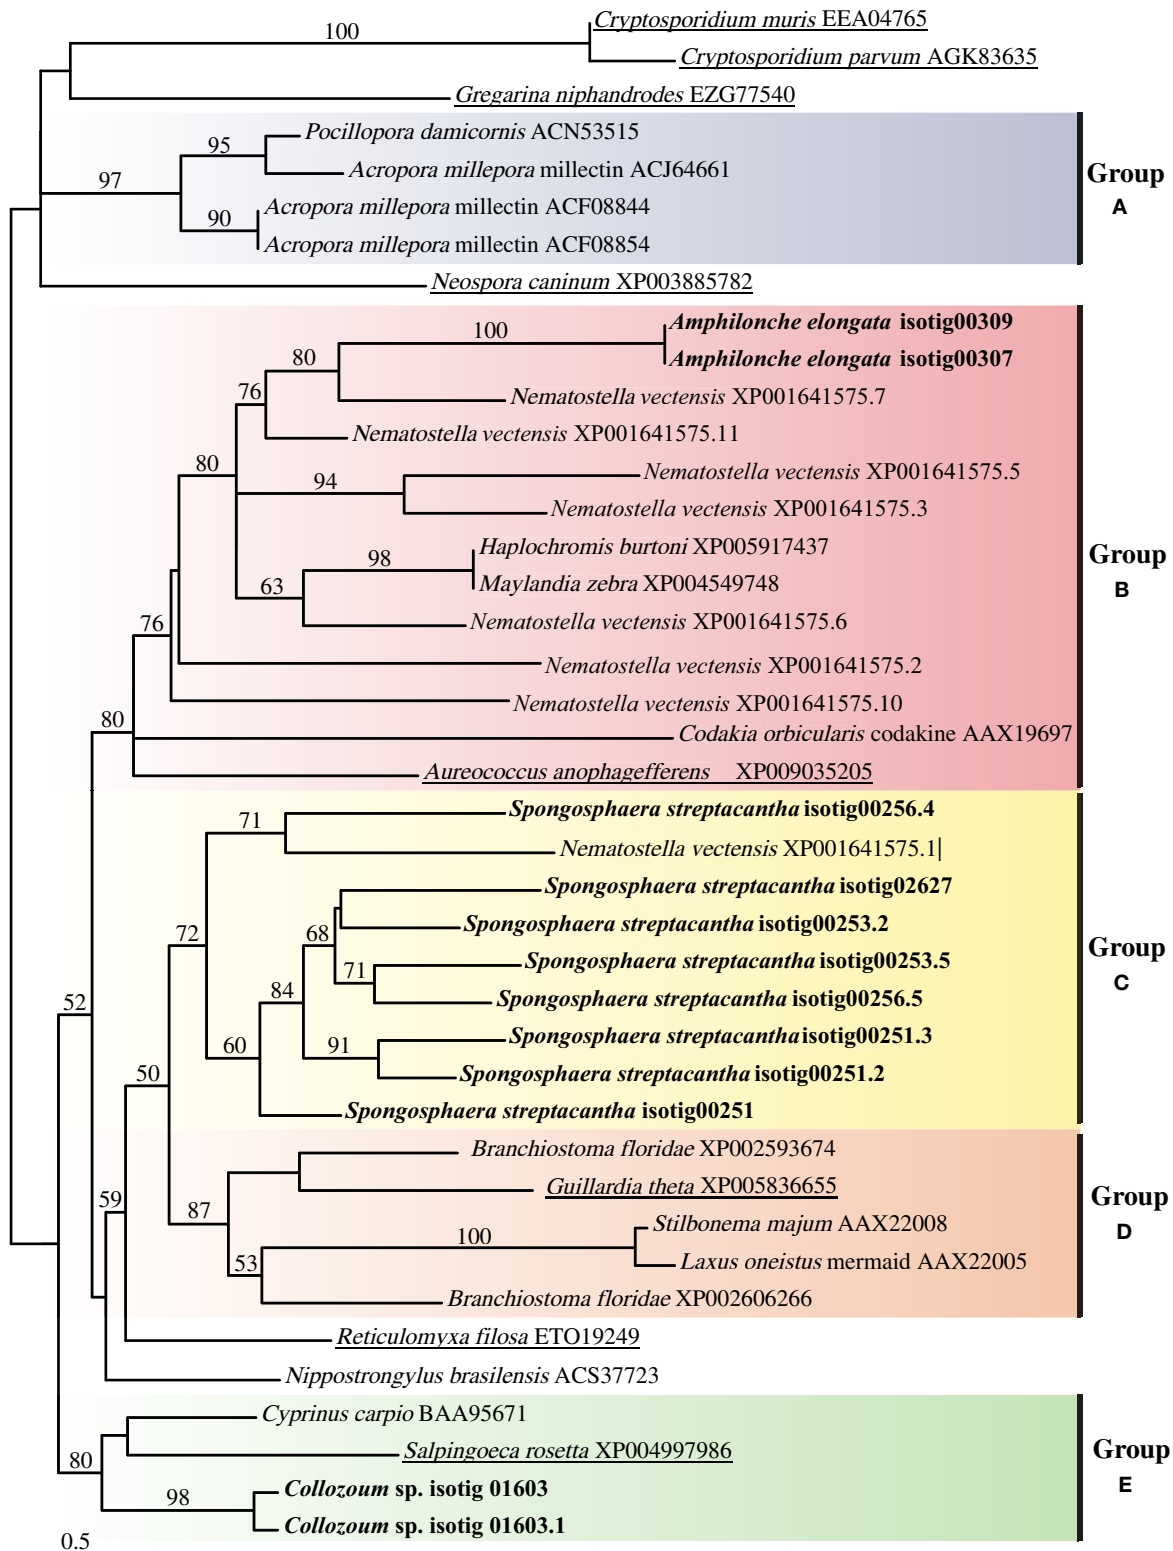 Cryptosporidium muris EEA04765
100
Cryptosporidium parvum AGK83635
Gregarina niphandrodes EZG77540
Pocillopora damicornis ACN53515
95
Acropora millepora millectin ACJ64661
97
Group
A
Acropora millepora millectin ACF08844
90
Acropora millepora millectin ACF08854
Neospora caninum XP003885782
Amphilonche elongata isotig00309
100
80
Amphilonche elongata isotig00307
76
Nematostella vectensis XP001641575.7
Nematostella vectensis XP001641575.11
80
Nematostella vectensis XP001641575.5
94
Nematostella vectensis XP001641575.3
Haplochromis burtoni XP005917437
98
Group
B
Maylandia zebra XP004549748
63
76
Nematostella vectensis XP001641575.6
Nematostella vectensis XP001641575.2
Nematostella vectensis XP001641575.10
80
Codakia orbicularis codakine AAX19697
Aureococcus anophagefferens XP009035205
Spongosphaera streptacantha isotig00256.4
71
Nematostella vectensis XP001641575.1|
Spongosphaera streptacantha isotig02627
72
68
Spongosphaera streptacantha isotig00253.2
Group
C
Spongosphaera streptacantha isotig00253.5
71
84
Spongosphaera streptacantha isotig00256.5
52
60
91
Spongosphaera streptacantha isotig00251.3
50
Spongosphaera streptacantha isotig00251.2
Spongosphaera streptacantha isotig00251
Branchiostoma floridae XP002593674
59
87
Guillardia theta XP005836655
Group
D
Stilbonema majum AAX22008
100
53
Laxus oneistus mermaid AAX22005
Branchiostoma floridae XP002606266
Reticulomyxa filosa ETO19249
Nippostrongylus brasilensis ACS37723
Cyprinus carpio BAA95671
80
Salpingoeca rosetta XP004997986
Group
E
98
Collozoum sp. isotig 01603
Collozoum sp. isotig 01603.1
0.5